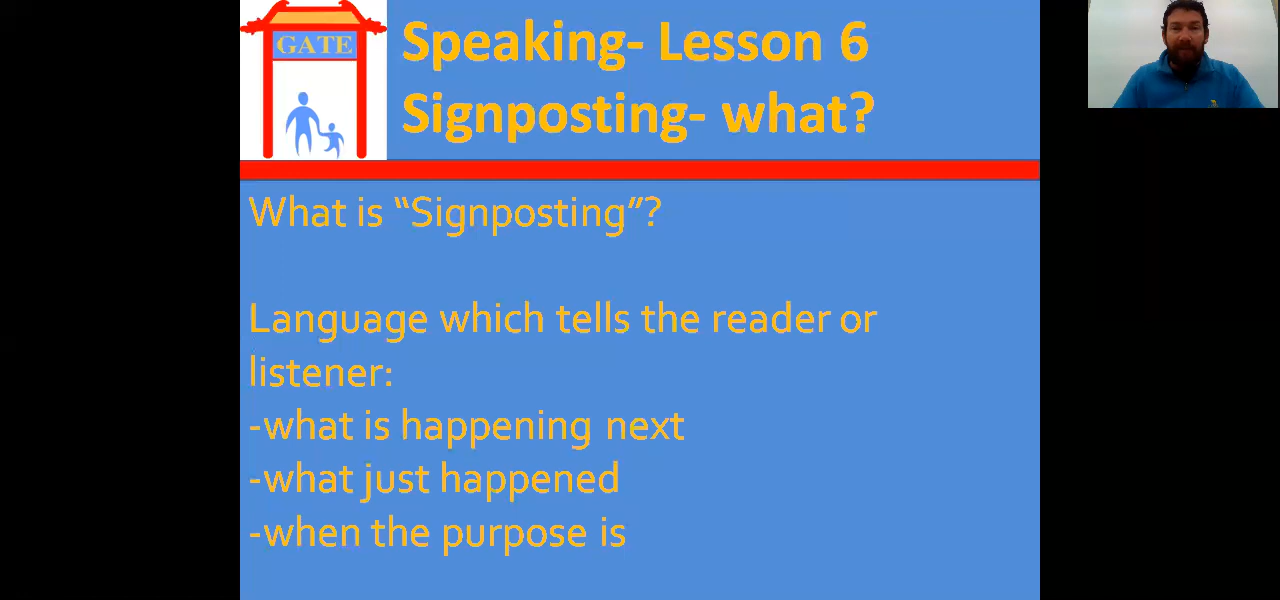 GATE
Speaking- Lesson 6
Signposting- what?
What is “Signposting”?
Language which tells the reader or
listener:
-what is happening next
-what just happened
-when the purpose is